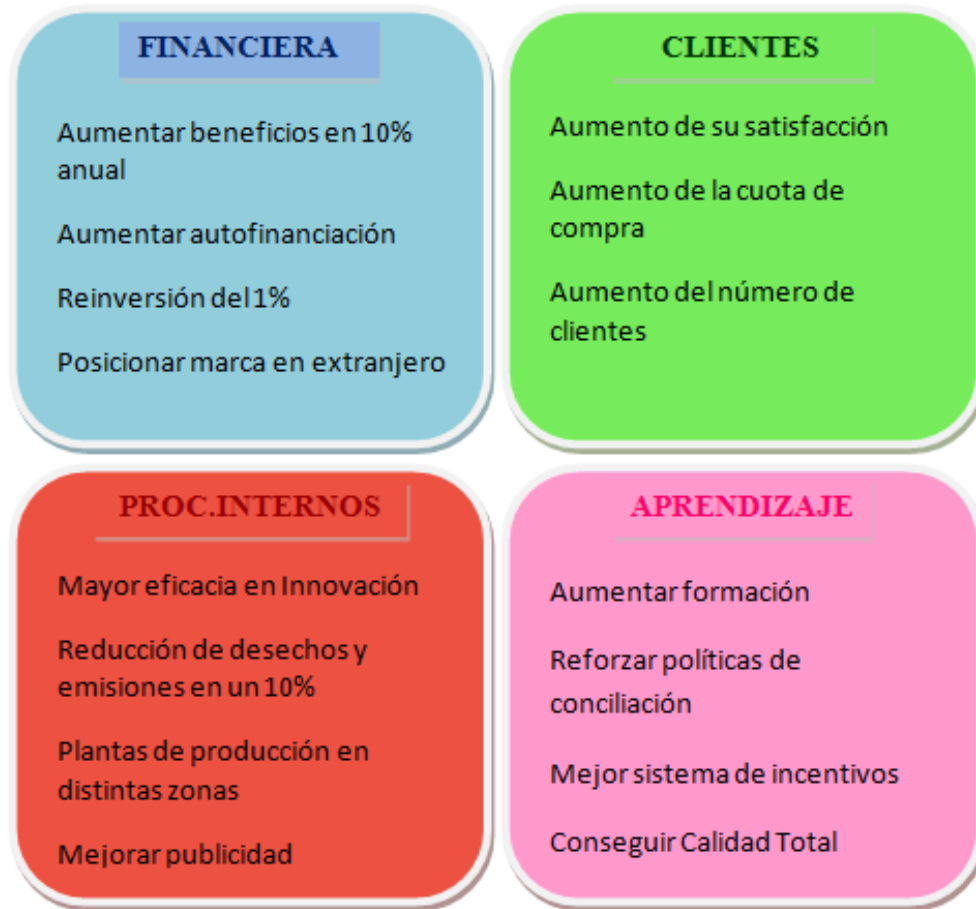 FINANCIERA
Aumentar beneficios en 10%
anual
Aumentar autofinanciación
Reinversión del 1%
Posicionar marca en extranjero
CLIENTES
Aumento de su satisfacción
Aumento de la cuota de
compra
Aumento del número de
clientes
PROC.INTERNOS
Mayor eficacia en Innovación
Reducción de desechos y
emisiones en un 10%
Plantas de producción en
distintas zonas
Mejorar publicidad
APRENDIZAJE
Aumentar formación
Reforzar políticas de
conciliación
Mejor sistema de incentivos
Conseguir Calidad Total